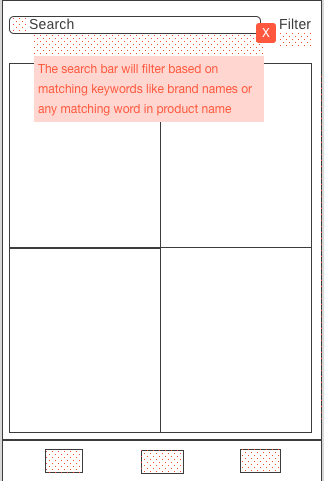 Search
X
Filter
The search bar will filter based on
matching keywords like brand names or
any matching word in product name